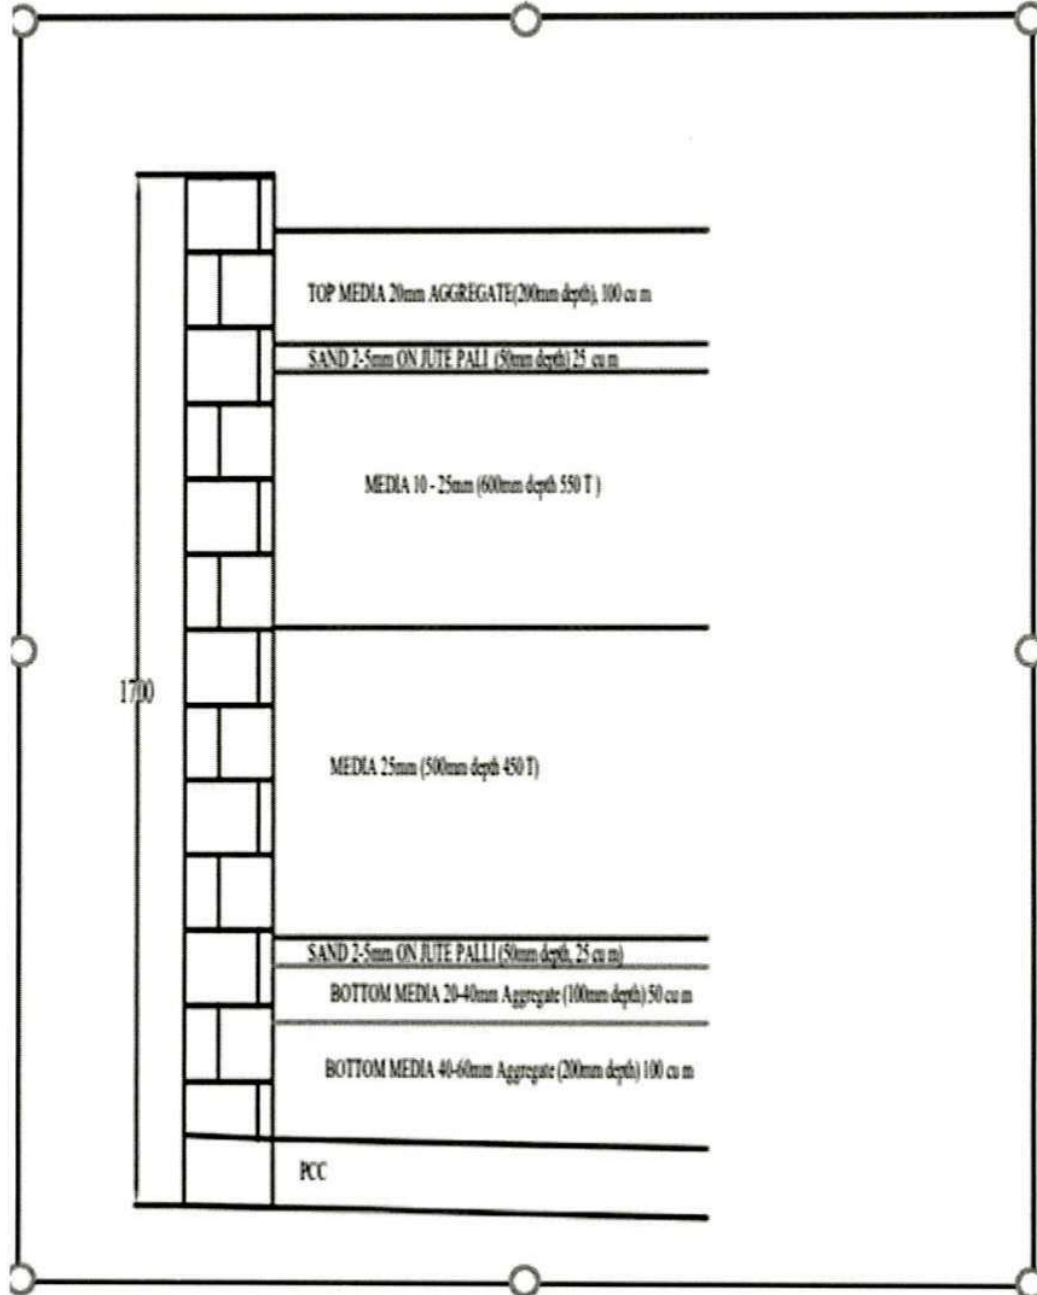 TOP MEDIA 20mm AGGREGATE(200mm depth), 100 cu m
SAND 2-5mm ON JUTE PALI (50mm depth) 25 cu m
MEDIA 10 - 25mm (600mm depth 550 T )
1700
MEDIA 25mm (500mm depth 450 T)
SAND 2-5mm ON JUTE PALLI (50mm depth, 25 cu m)
BOTTOM MEDIA 20-40mm Aggregate (100mm depth) 50 cu m
BOTTOM MEDIA 40-60mm Aggregate (200mm depth) 100 cu m
PCC